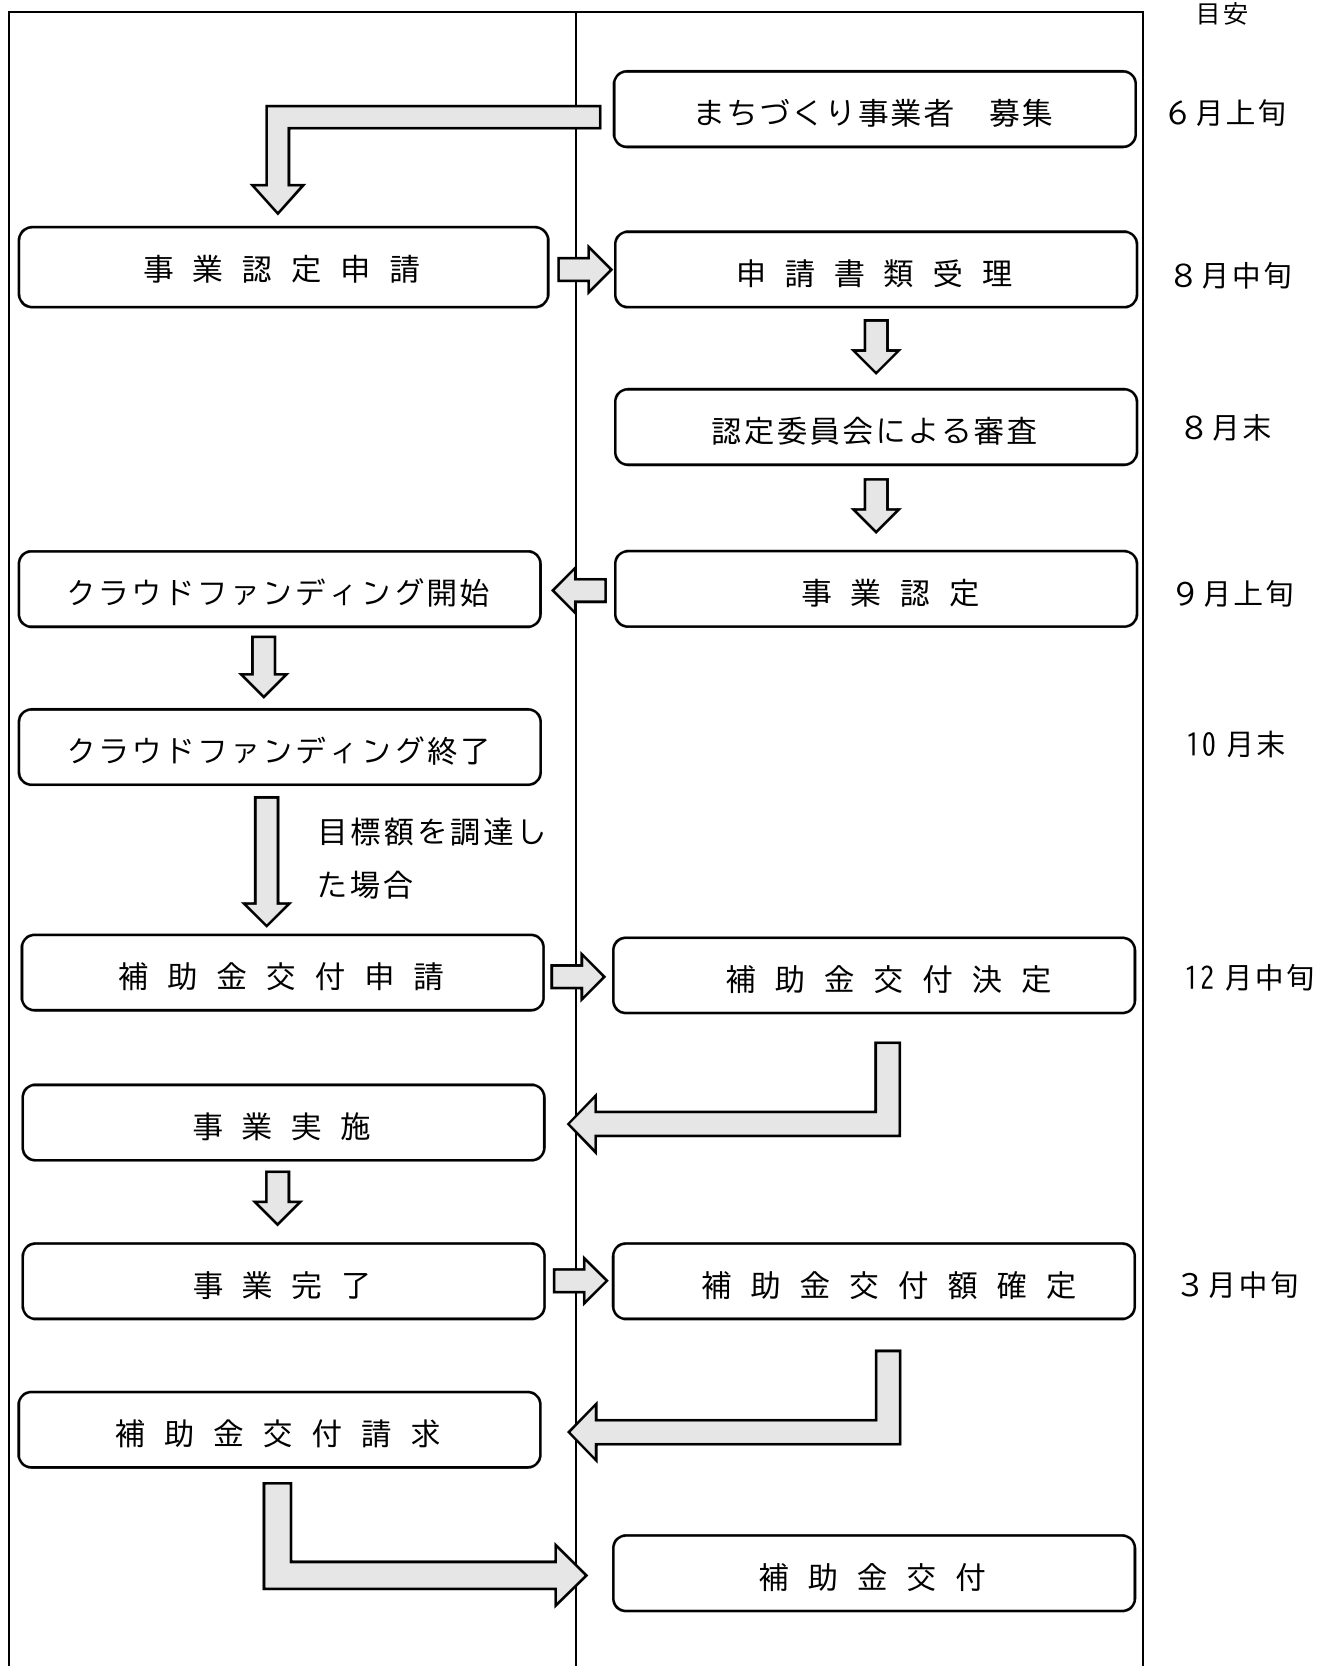 目安
まちづくり事業者　募集
６月上旬
事業認定申請
申請書類受理
８月中旬
認定委員会による審査
８月末
クラウドファンディング開始
事業認定
９月上旬
クラウドファンディング終了
10 月末
目標額を調達し
た場合
補助金交付申請
補助金交付決定
12 月中旬
事業実施
事業完了
補助金交付額確定
３月中旬
補助金交付請求
補助金交付